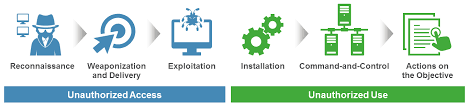 Reconnaissance
Weaponization
and Delivery
Exploitation
Installation
Command-and-Control
Actions on
the Objective
Unauthorized Access
Unauthorized Use